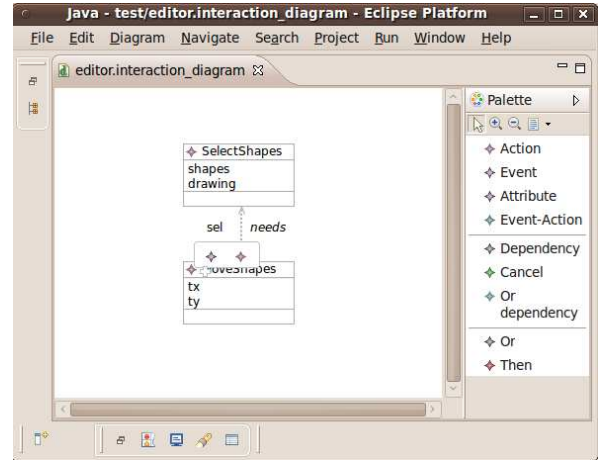 Java - test/editor.interaction_diagram - Eclipse Platform
File Edit Diagram Navigate Search Project Run Window Help
editor.interaction_diagram
Palette
SelectShapes
shapes
drawing
sel needs
tx
ty
Action
Event
Attribute
Event-Action
Dependency
Cancel
Or
dependency
Or
Then